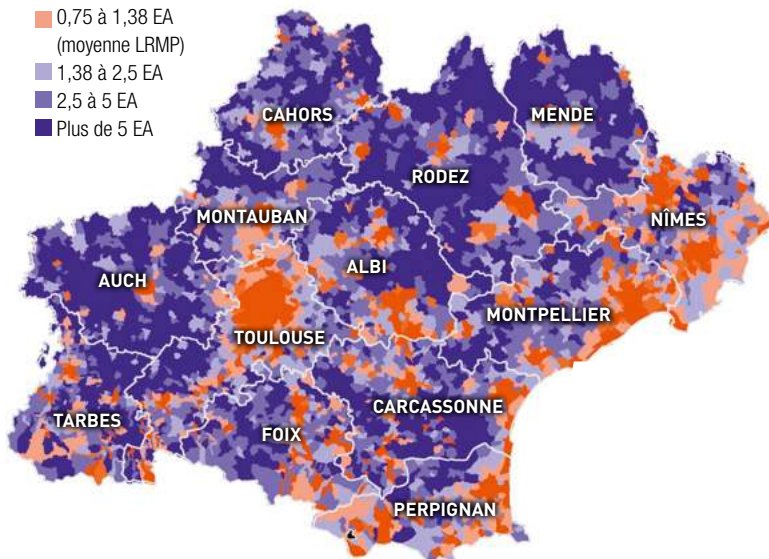 0,75 à 1,38 EA
(moyenne LRMP)
1,38 à 2,5 EA
2,5 à 5 EA
Plus de 5 EA
CAHORS
MENDE
RODEZ
MONTAUBAN
NÎMES
AUCH
ALBI
MONTPELLIER
TOULOUSE
CARCASSONNE
TARBES
FOIX
PERPIGNAN